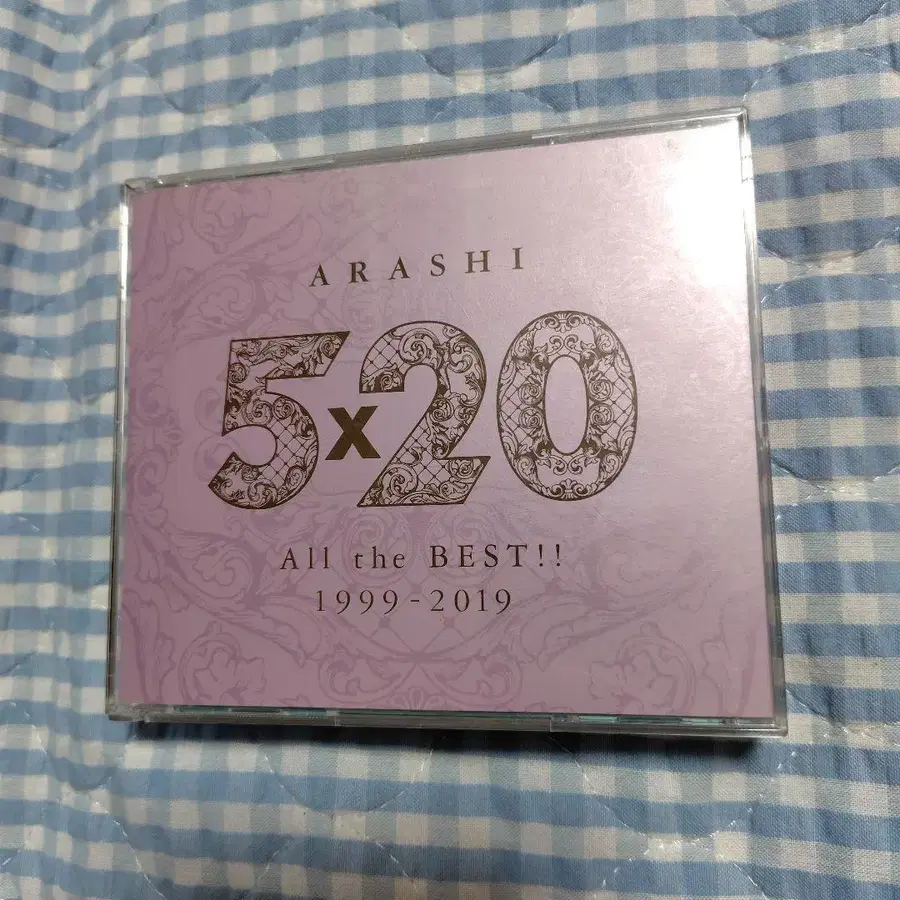 ARASHI
5x20
All the BEST!!
1999-2019